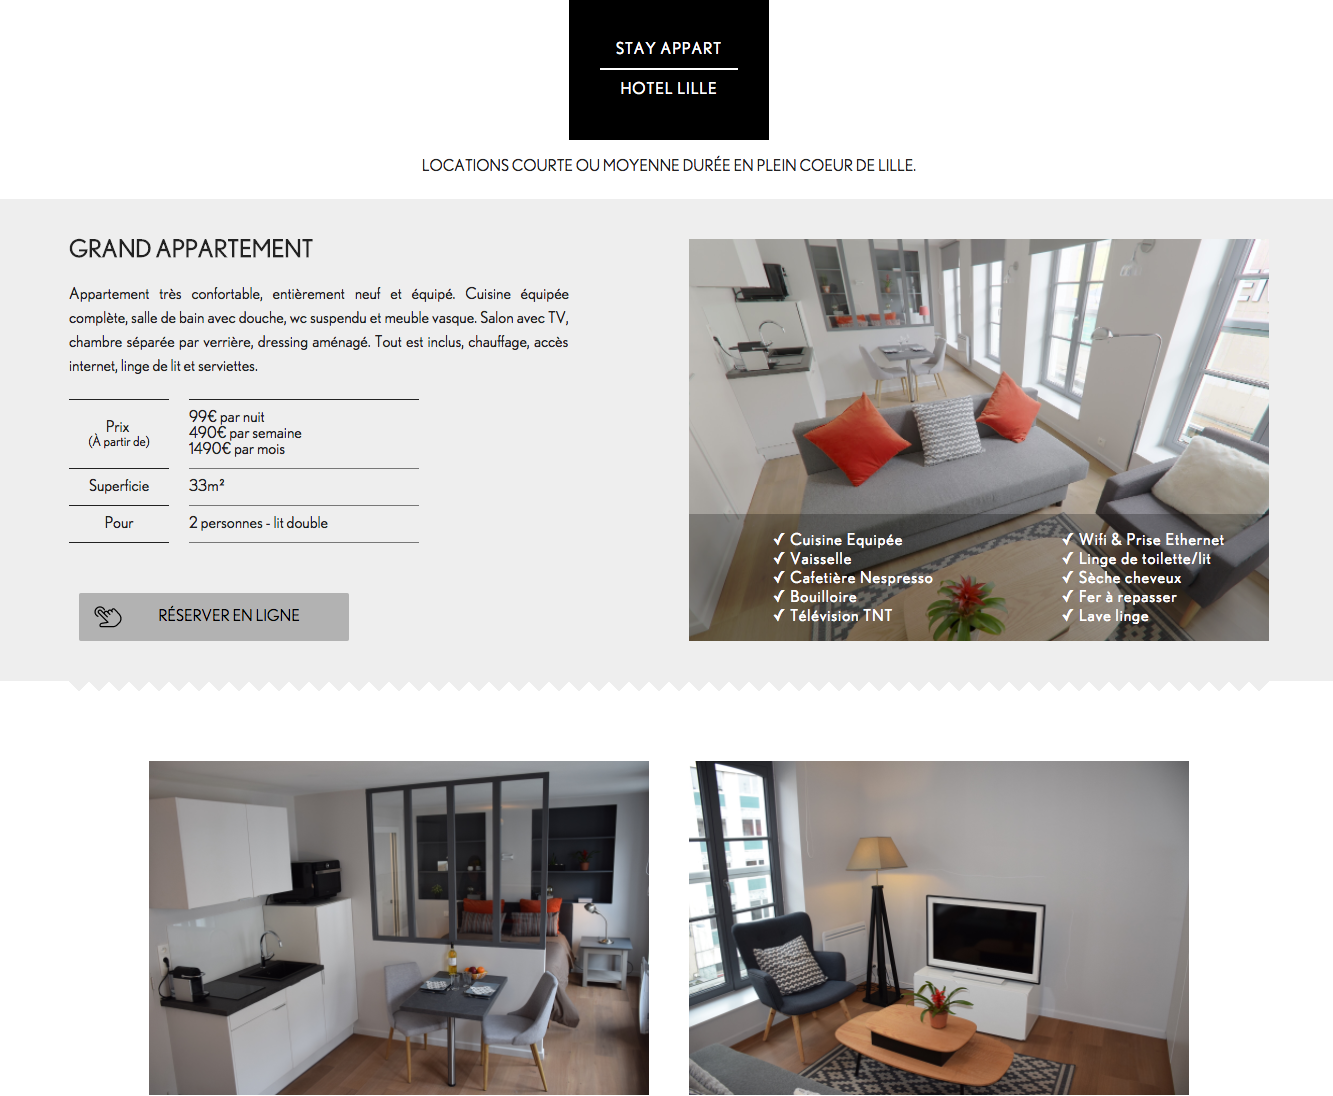 STAY APPART
HOTEL LILLE
LOCATIONS COURTE OU MOYENNE DURÉE EN PLEIN COEUR DE LILLE.
GRAND APPARTEMENT
Appartement très confortable, entièrement neuf et équipé. Cuisine équipée
complète, salle de bain avec douche, wc suspendu et meuble vasque. Salon avec TV,
chambre séparée par verrière, dressing aménagé. Tout est inclus, chauffage, accès
internet, linge de lit et serviettes.
Prix
(À partir de)
99€ par nuit
490€ par semaine
1490€ par mois
Superficie
33m²
Pour
2 personnes - lit double
RÉSERVER EN LIGNE
✓ Cuisine Equipée
✓ Vaisselle
✓ Cafetière Nespresso
✓ Bouilloire
✓ Télévision TNT
✓ Wifi & Prise Ethernet
✓ Linge de toilette/lit
✓ Sèche cheveux
✓ Fer à repasser
✓ Lave linge